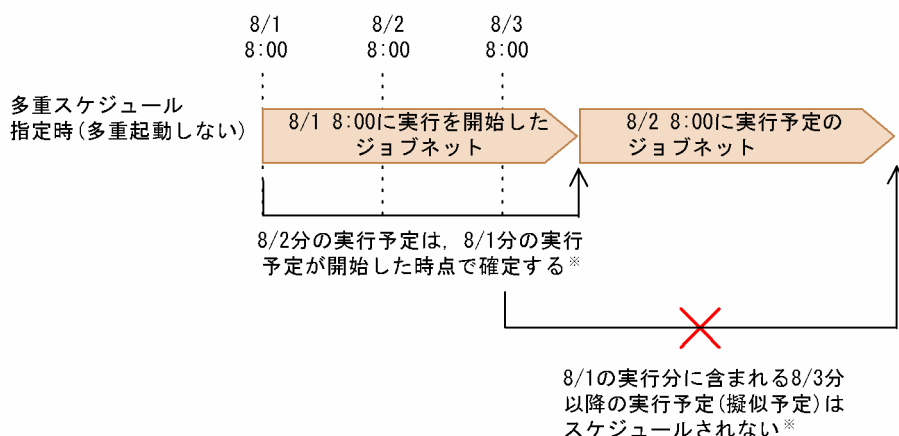 8/1
8:00
8/2
8:00
8/3
8:00
多重スケジュール
指定時(多重起動しない)
8/1 8:00に実行を開始した
ジョブネット
8/2 8:00に実行予定の
ジョブネット
8/2分の実行予定は，8/1分の実行
予定が開始した時点で確定する※
8/1の実行分に含まれる8/3分
以降の実行予定(擬似予定)は
スケジュールされない※